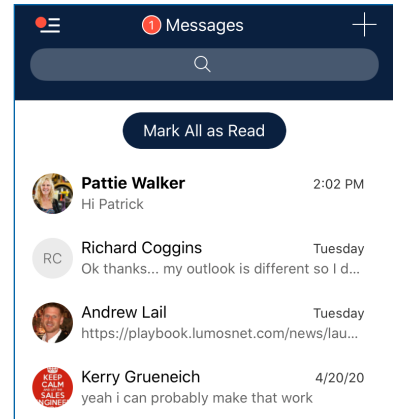 1 Messages
Mark All as Read
Pattie Walker 2:02 PM
Hi Patrick
RC Richard Coggins Tuesday
Ok thanks... my outlook is different so I d...
Andrew Lail Tuesday
https://playbook.lumosnet.com/news/lau...
KEEP
CALM
SALES
ENGINEE
Kerry Grueneich 4/20/20
yeah i can probably make that work